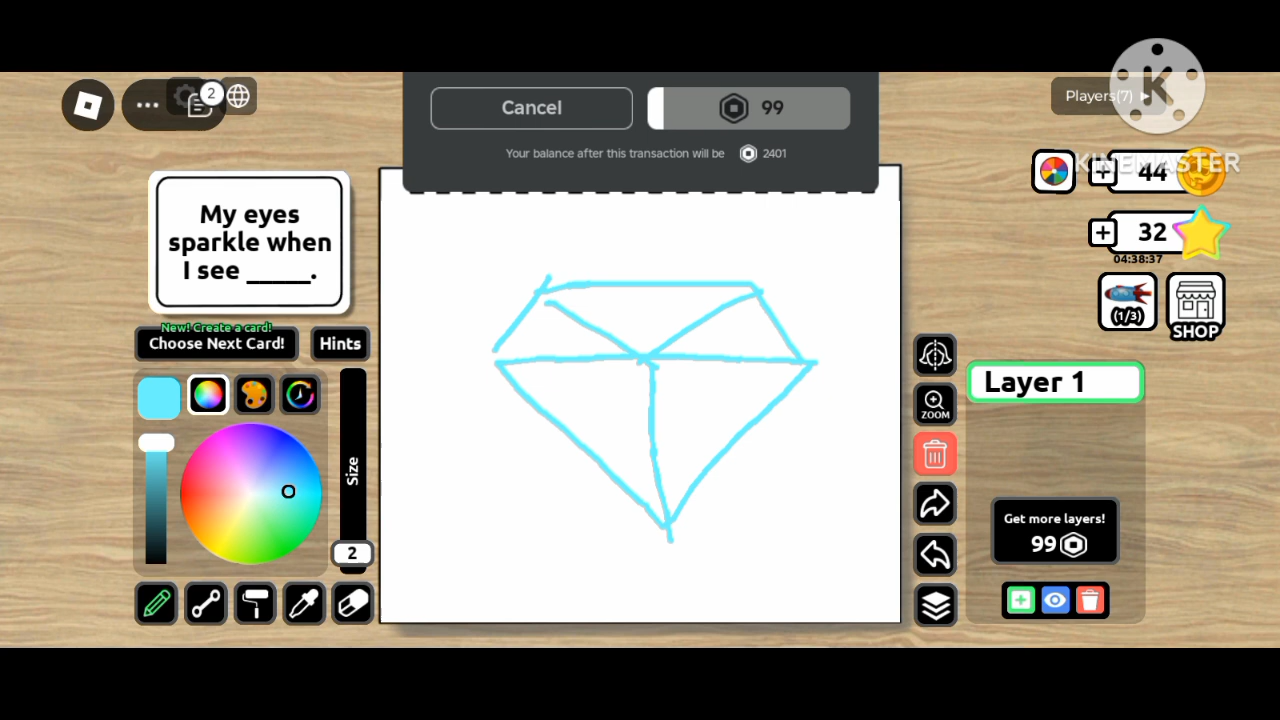 2
Cancel
99
Your balance after this transaction will be 2401
Players(7)
K
KINEMASTER
44
32
04:38:37
(1/3)
SHOP
My eyes
sparkle when
I see _____.
New! Create a card!
Choose Next Card!
Hints
Size
2
ZOOM
Layer 1
Get more layers!
99